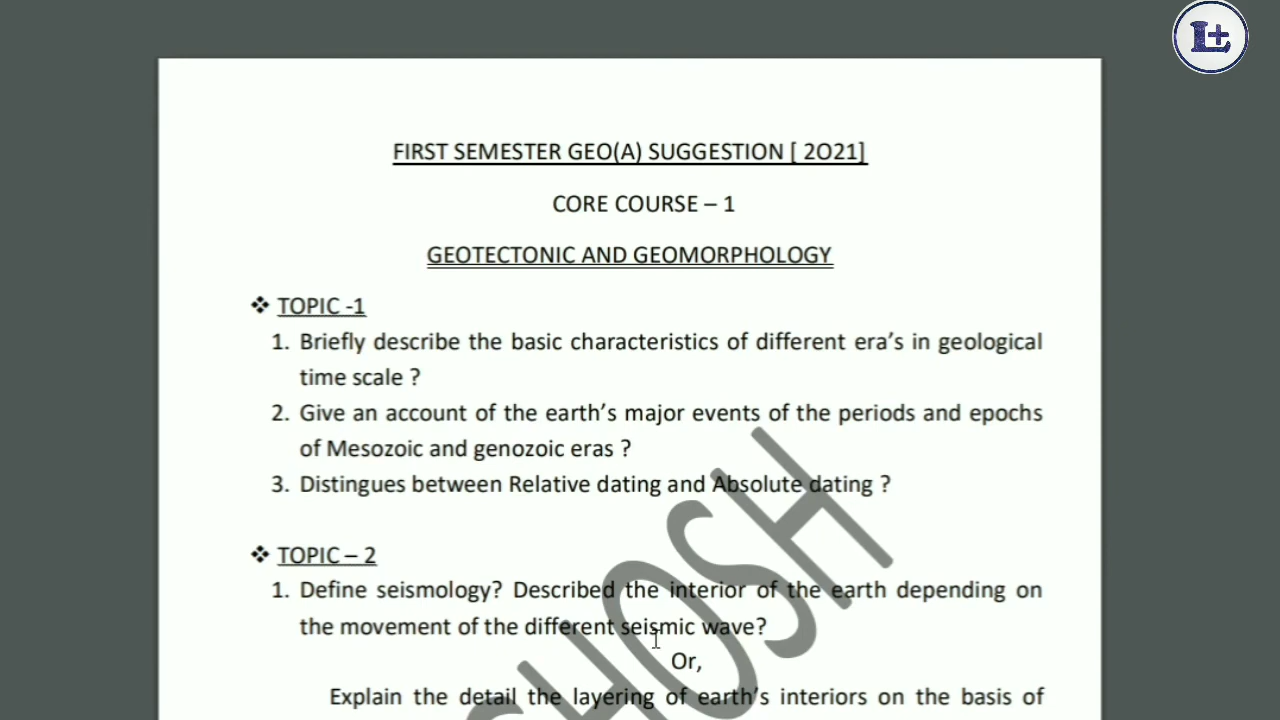 L+
FIRST SEMESTER GEO(A) SUGGESTION [ 2O21]
CORE COURSE – 1
GEOTECTONIC AND GEOMORPHOLOGY
❖ TOPIC -1
1. Briefly describe the basic characteristics of different era’s in geological
time scale ?
2. Give an account of the earth’s major events of the periods and epochs
of Mesozoic and genozoic eras ?
3. Distingues between Relative dating and Absolute dating ?
❖ TOPIC – 2
1. Define seismology? Described the interior of the earth depending on
the movement of the different seismic wave?
Or,
Explain the detail the layering of earth’s interiors on the basis of